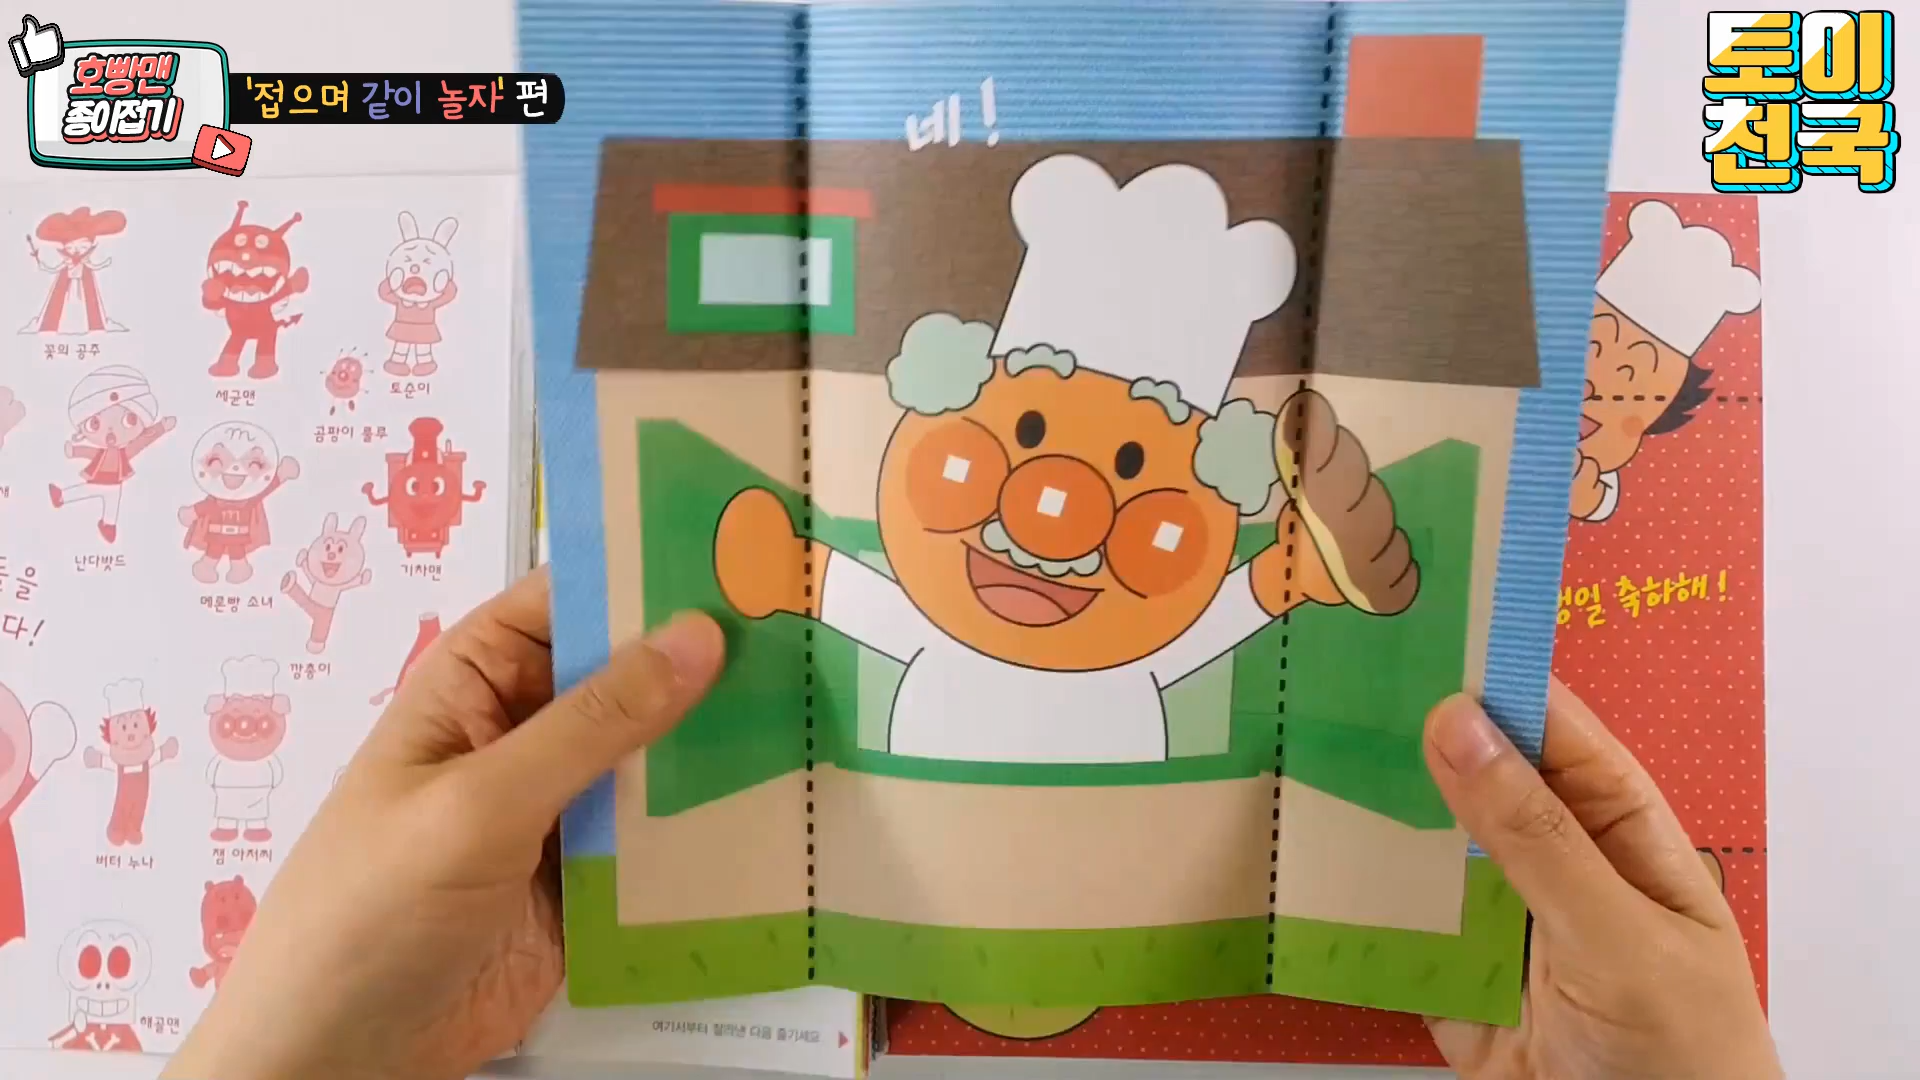 호빵맨
종이접기
'접으며 같이 놀자' 편
토이
천국
네!
꽃의 공주
세균맨
토순이
곰팡이 룰루
난다밧드
메론빵 소녀
기차맨
깡총이
들을
다!
버터 누나
잼 아저씨
해골맨
여기서부터 잘라낸 다음 즐기세요
생일 축하해!